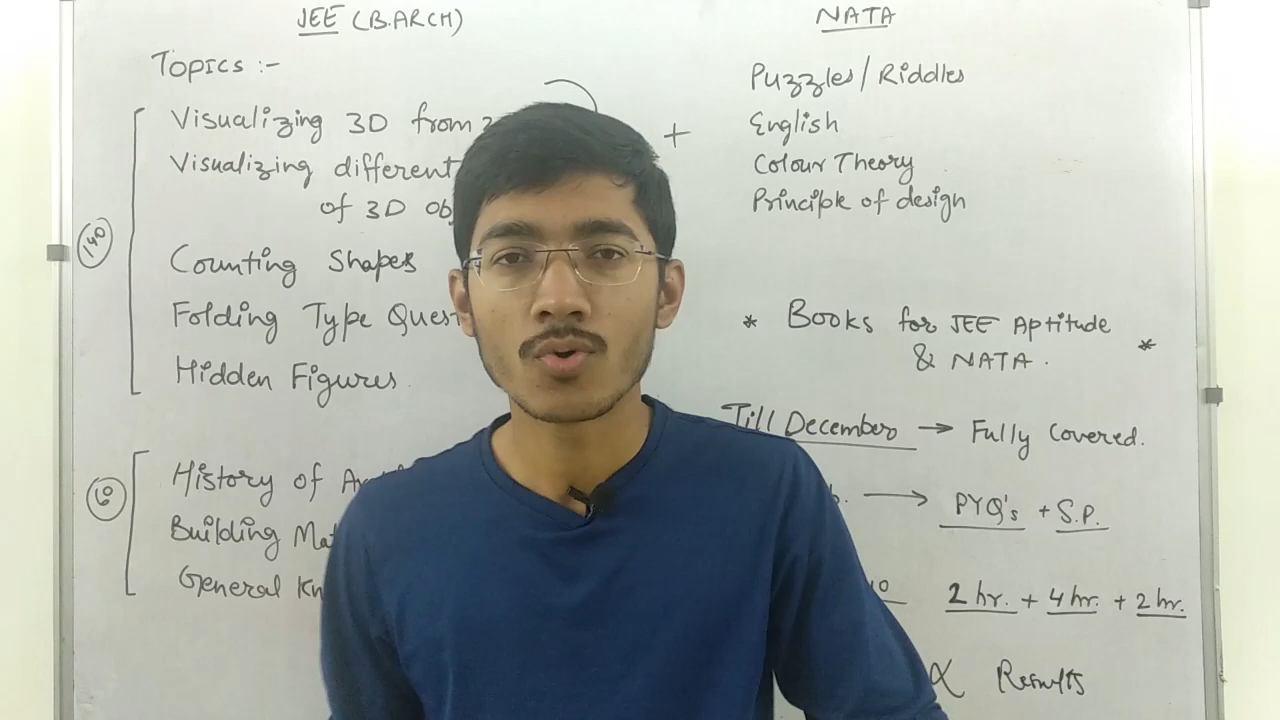 JEE (B.ARCH)
Topics :-
Visualizing 3D from
Visualizing different
of 3D
Counting Shapes
Folding Type
Hidden Figures.
140
History of
Building
General
60
NATA
+
Puzzles / Riddles
English
Colour Theory
Principle of design
* Books for JEE Aptitude *
& NATA.
Till December → Fully Covered.
→ PYQ's + S.P.
2 hr. + 4 hr. + 2 hr.
∝ Results